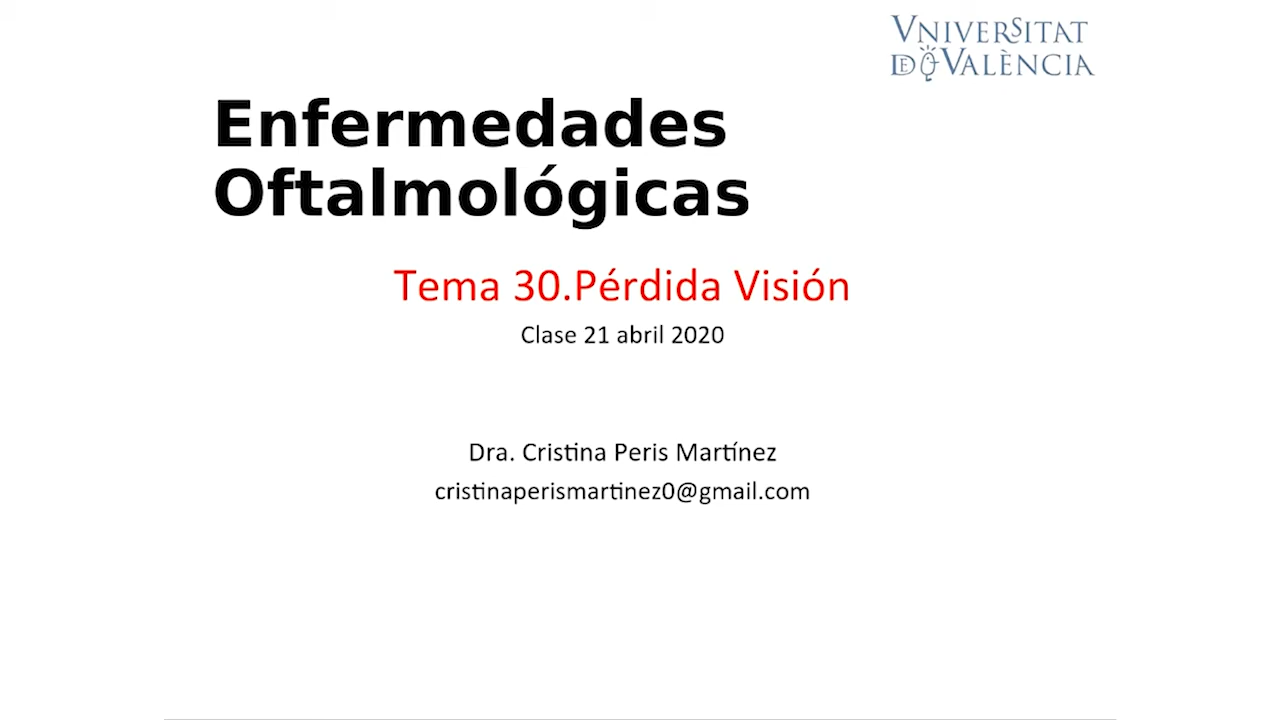 VNIVERSITAT
DE VALÈNCIA
Enfermedades
Oftalmológicas
Tema 30.Pérdida Visión
Clase 21 abril 2020
Dra. Cristina Peris Martínez
cristinaperismartinez0@gmail.com